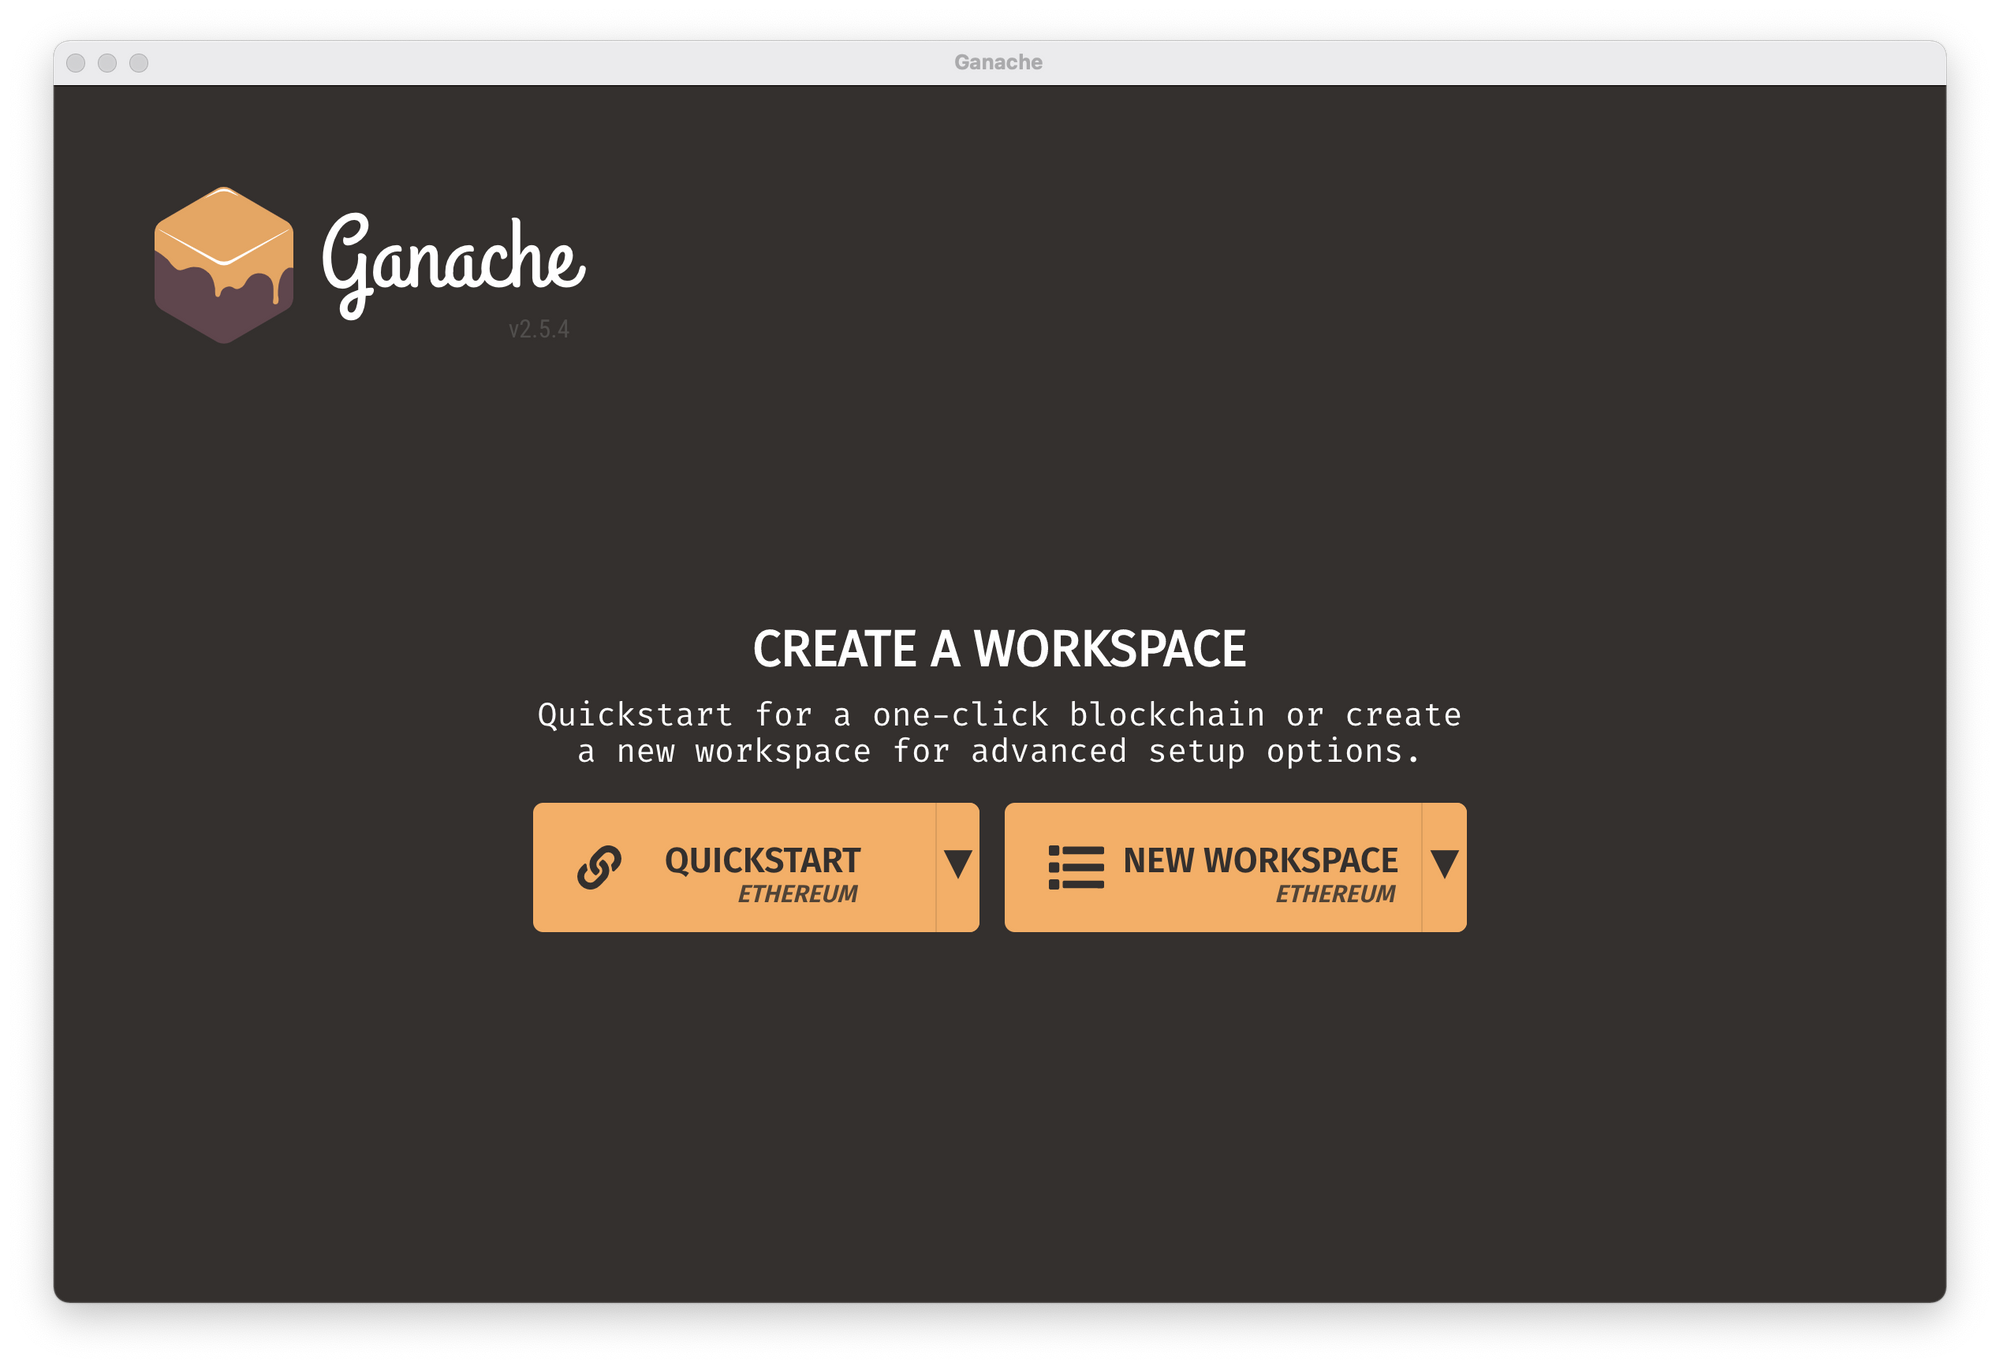 Ganache
Ganache
v2.5.4
CREATE A WORKSPACE
Quickstart for a one-click blockchain or create
a new workspace for advanced setup options.
QUICKSTART
ETHEREUM
NEW WORKSPACE
ETHEREUM